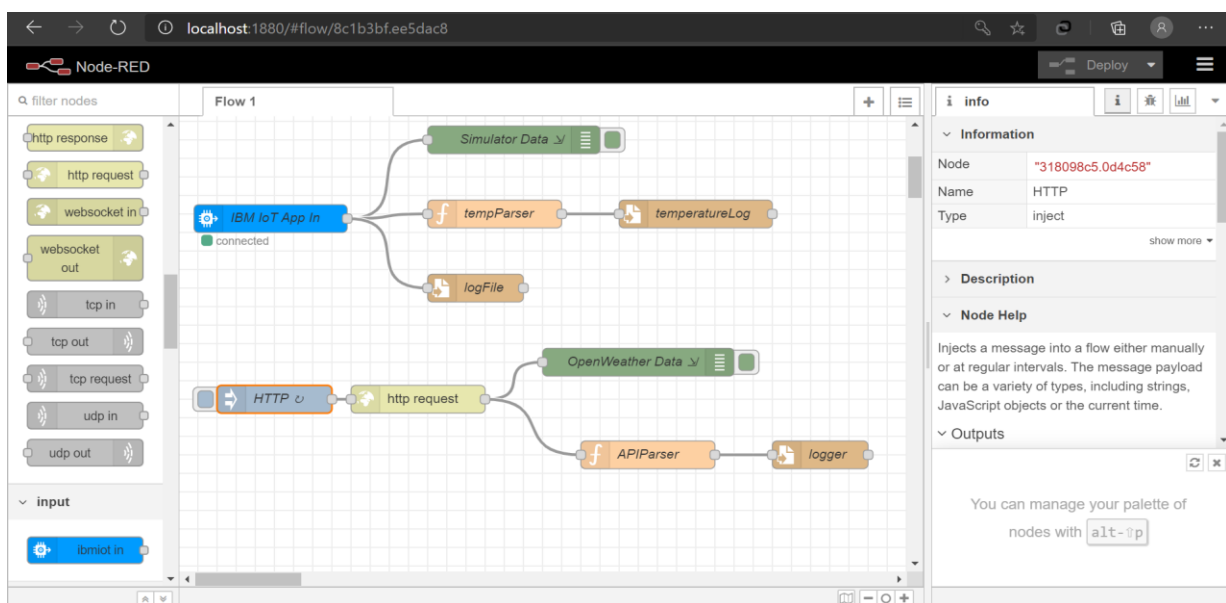 localhost:1880/#flow/8c1b3bf.ee5dac8
Node-RED
Deploy
filter nodes
http response
http request
websocket in
websocket
out
tcp in
tcp out
tcp request
udp in
udp out
input
ibmiot in
Flow 1
Simulator Data
IBM IoT App In
connected
tempParser
temperatureLog
logFile
OpenWeather Data
HTTP ↻
http request
APIParser
logger
i info
i
Information
Node "318098c5.0d4c58"
Name HTTP
Type inject
show more
Description
Node Help
Injects a message into a flow either manually
or at regular intervals. The message payload
can be a variety of types, including strings,
JavaScript objects or the current time.
Outputs
You can manage your palette of
nodes with alt-⇧p